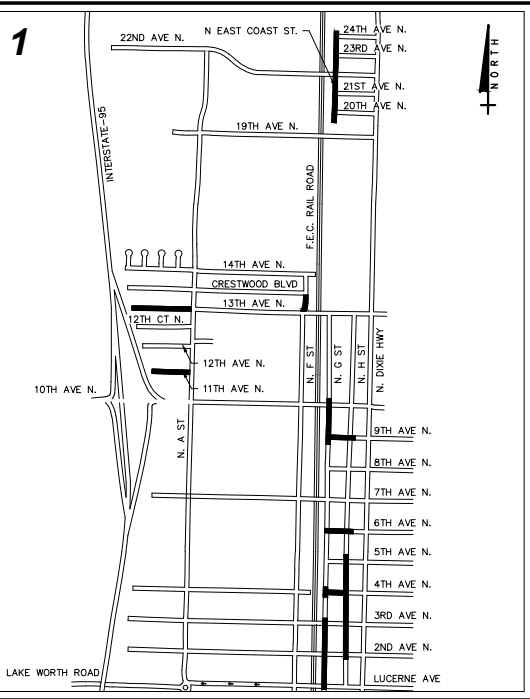 1
22ND AVE N.
N EAST COAST ST.
24TH AVE N.
23RD AVE N.
21ST AVE N.
20TH AVE N.
19TH AVE N.
NORTH
INTERSTATE-95
F.E.C. RAIL ROAD
14TH AVE N.
CRESTWOOD BLVD
13TH AVE N.
12TH CT N.
12TH AVE N.
11TH AVE N.
10TH AVE N.
N. A ST
N. F ST
N. G ST
N. H ST
N. DIXIE HWY
9TH AVE N.
8TH AVE N.
7TH AVE N.
6TH AVE N.
5TH AVE N.
4TH AVE N.
3RD AVE N.
2ND AVE N.
LAKE WORTH ROAD
LUCERNE AVE